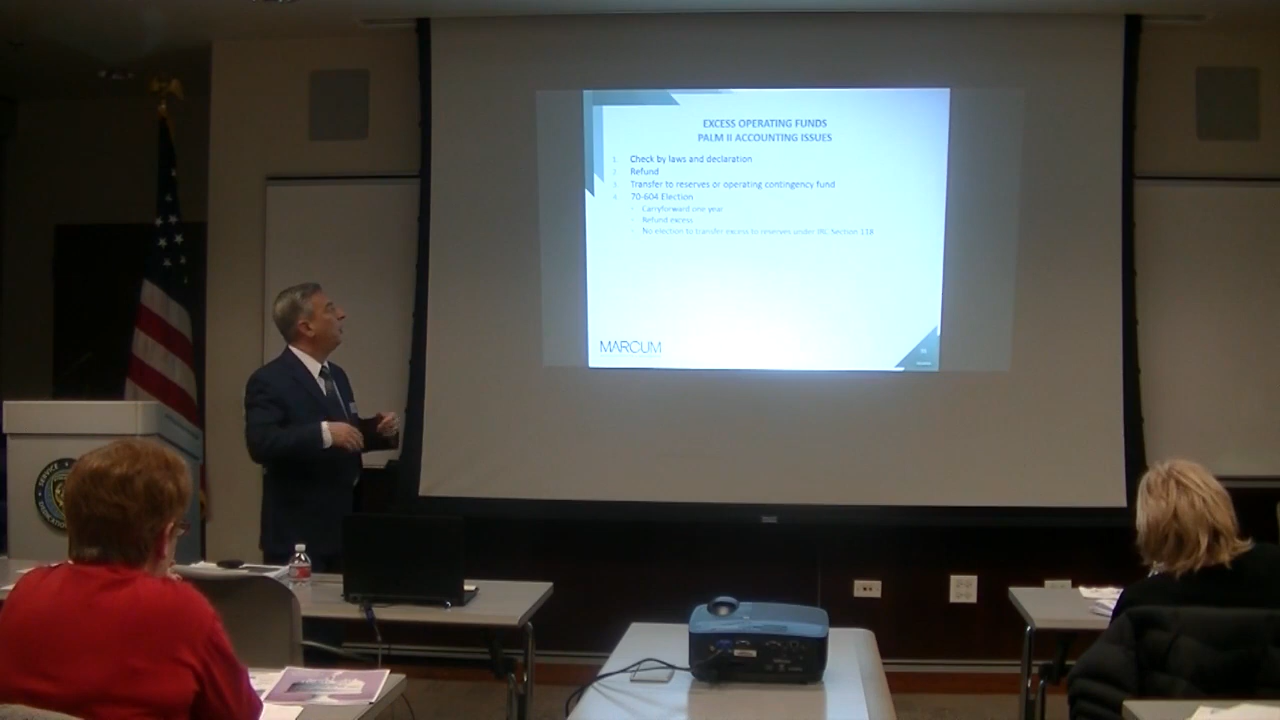 EXCESS OPERATING FUNDS
PALM II ACCOUNTING ISSUES
1. Check by laws and declaration
2. Refund
3. Transfer to reserves or operating contingency fund
4. 70-604 Election
- Carryforward one year
- Refund excess
- No election to transfer excess to reserves under IRC Section 118
MARCUM
SERVICE